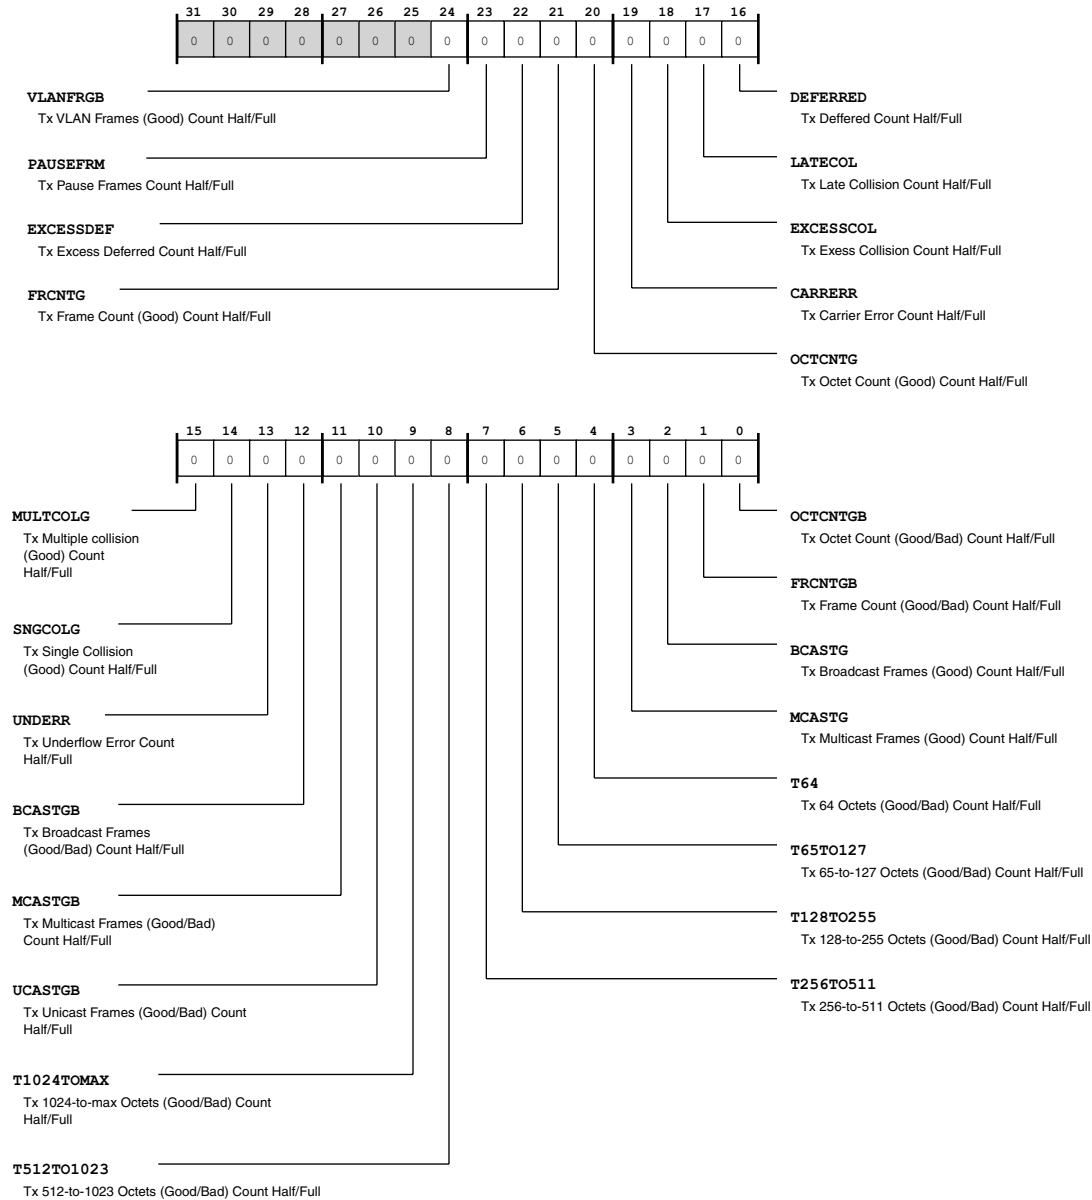 31 30 29 28 27 26 25 24 23 22 21 20 19 18 17 16
0 0 0 0 0 0 0 0 0 0 0 0 0 0 0 0
VLANFRGB
Tx VLAN Frames (Good) Count Half/Full
PAUSEFRM
Tx Pause Frames Count Half/Full
EXCESSDEF
Tx Excess Deferred Count Half/Full
FRCNTG
Tx Frame Count (Good) Count Half/Full
DEFERRED
Tx Deffered Count Half/Full
LATECOL
Tx Late Collision Count Half/Full
EXCESSCOL
Tx Exess Collision Count Half/Full
CARRERR
Tx Carrier Error Count Half/Full
OCTCNTG
Tx Octet Count (Good) Count Half/Full
15 14 13 12 11 10 9 8 7 6 5 4 3 2 1 0
0 0 0 0 0 0 0 0 0 0 0 0 0 0 0 0
MULTCOLG
Tx Multiple collision
(Good) Count
Half/Full
SNGCOLG
Tx Single Collision
(Good) Count Half/Full
UNDERR
Tx Underflow Error Count
Half/Full
BCASTGB
Tx Broadcast Frames
(Good/Bad) Count Half/Full
MCASTGB
Tx Multicast Frames (Good/Bad)
Count Half/Full
UCASTGB
Tx Unicast Frames (Good/Bad) Count
Half/Full
T1024TOMAX
Tx 1024-to-max Octets (Good/Bad) Count
Half/Full
T512TO1023
Tx 512-to-1023 Octets (Good/Bad) Count Half/Full
OCTCNTGB
Tx Octet Count (Good/Bad) Count Half/Full
FRCNTGB
Tx Frame Count (Good/Bad) Count Half/Full
BCASTG
Tx Broadcast Frames (Good) Count Half/Full
MCASTG
Tx Multicast Frames (Good) Count Half/Full
T64
Tx 64 Octets (Good/Bad) Count Half/Full
T65TO127
Tx 65-to-127 Octets (Good/Bad) Count Half/Full
T128TO255
Tx 128-to-255 Octets (Good/Bad) Count Half/Full
T256TO511
Tx 256-to-511 Octets (Good/Bad) Count Half/Full